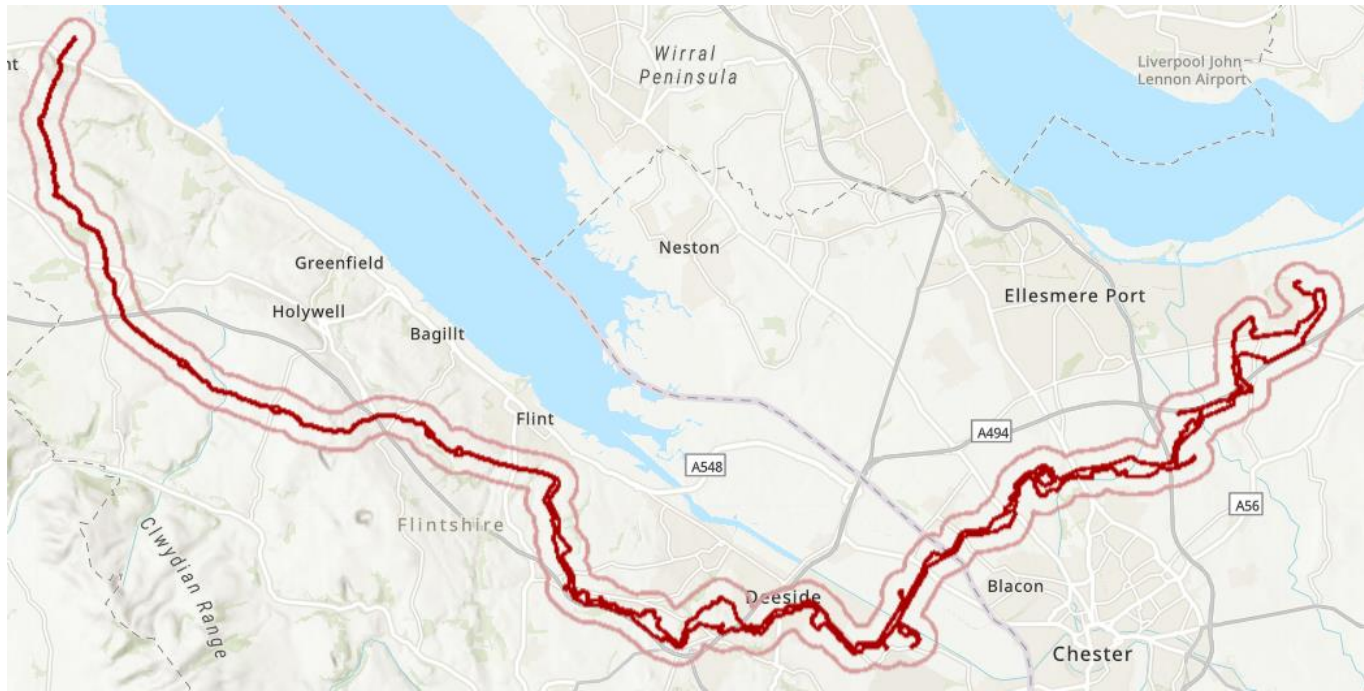 Wirral
Peninsula
Liverpool John
Lennon Airport
nt
Neston
Greenfield
Holywell
Ellesmere Port
Bagillt
Flint
A494
A548
A56
Flintshire
Clwydian Range
Deeside
Blacon
Chester